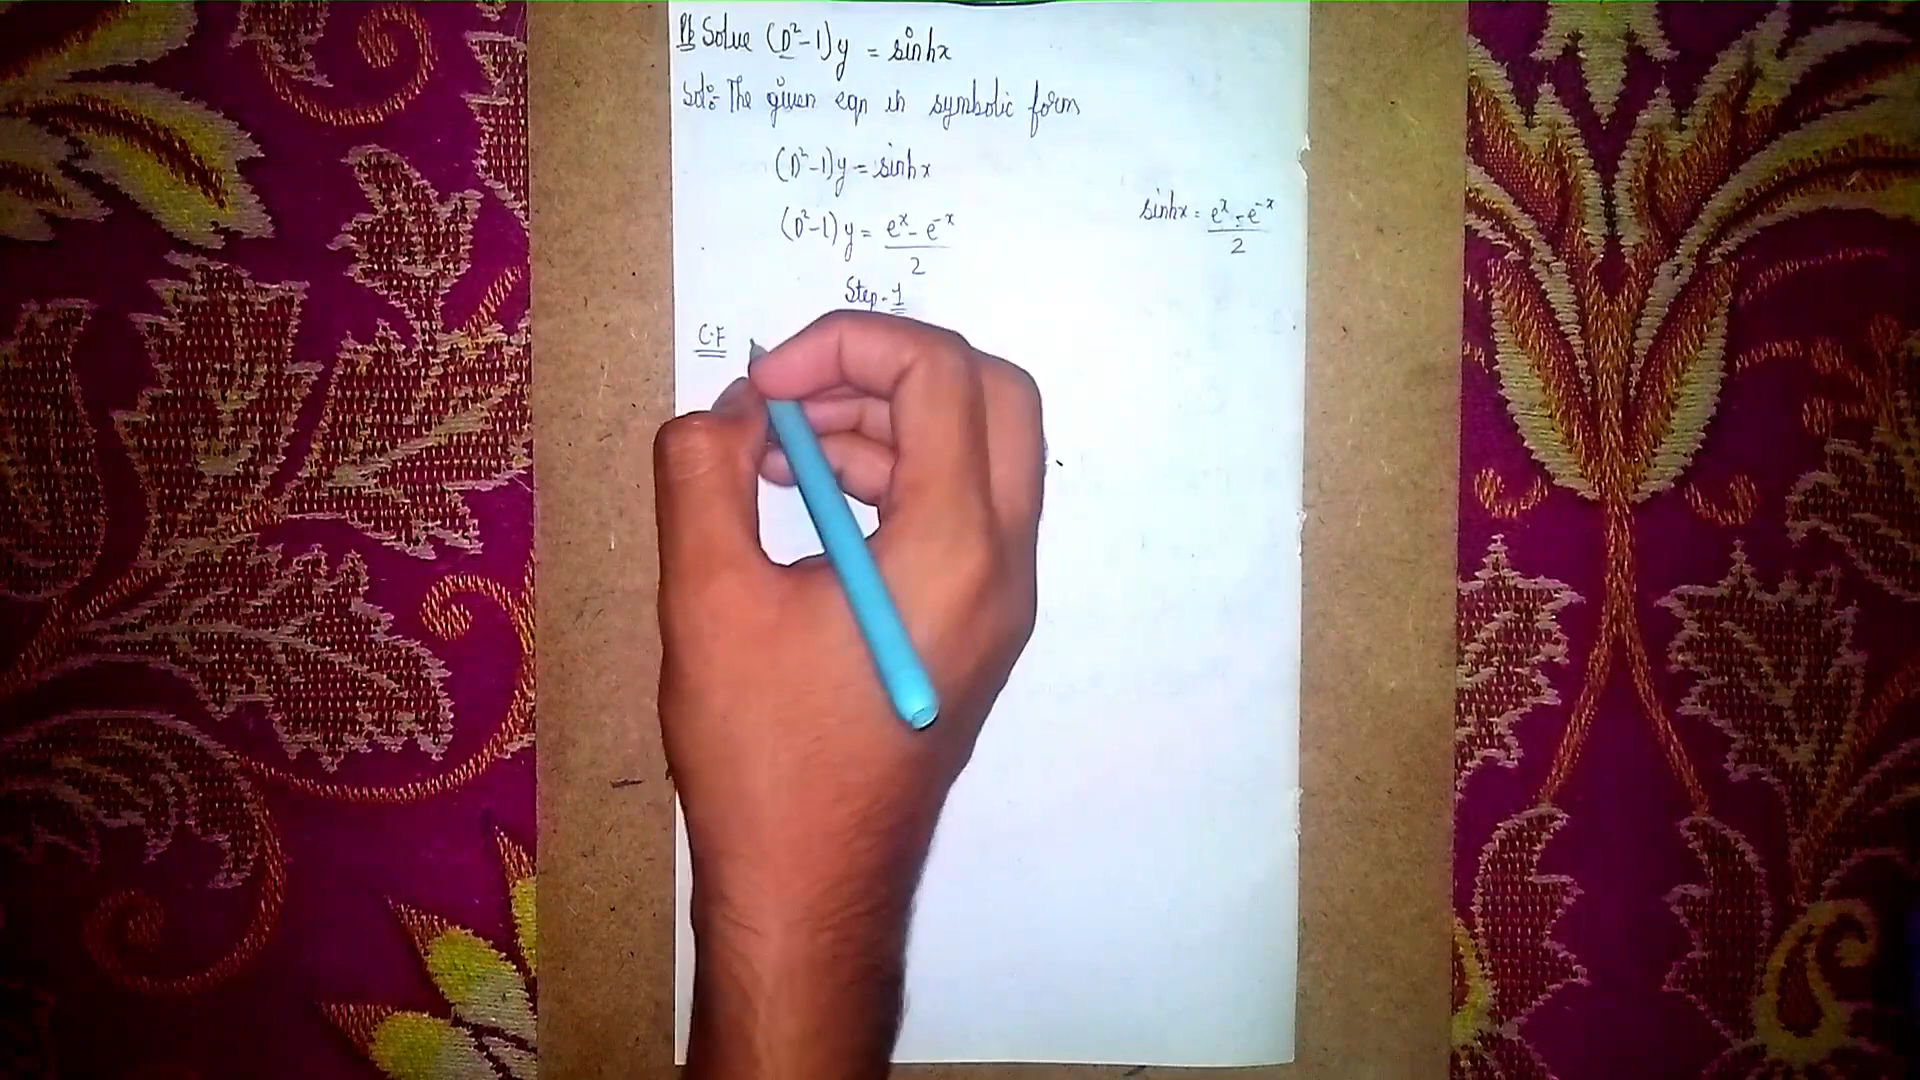 Pb Solve (D²-1)y = sinhx
Sol:- The given eqn in symbolic form
(D²-1)y = sinhx
(D²-1)y = eˣ - e⁻ˣ / 2
sinhx = eˣ - e⁻ˣ / 2
Step-1
C.F